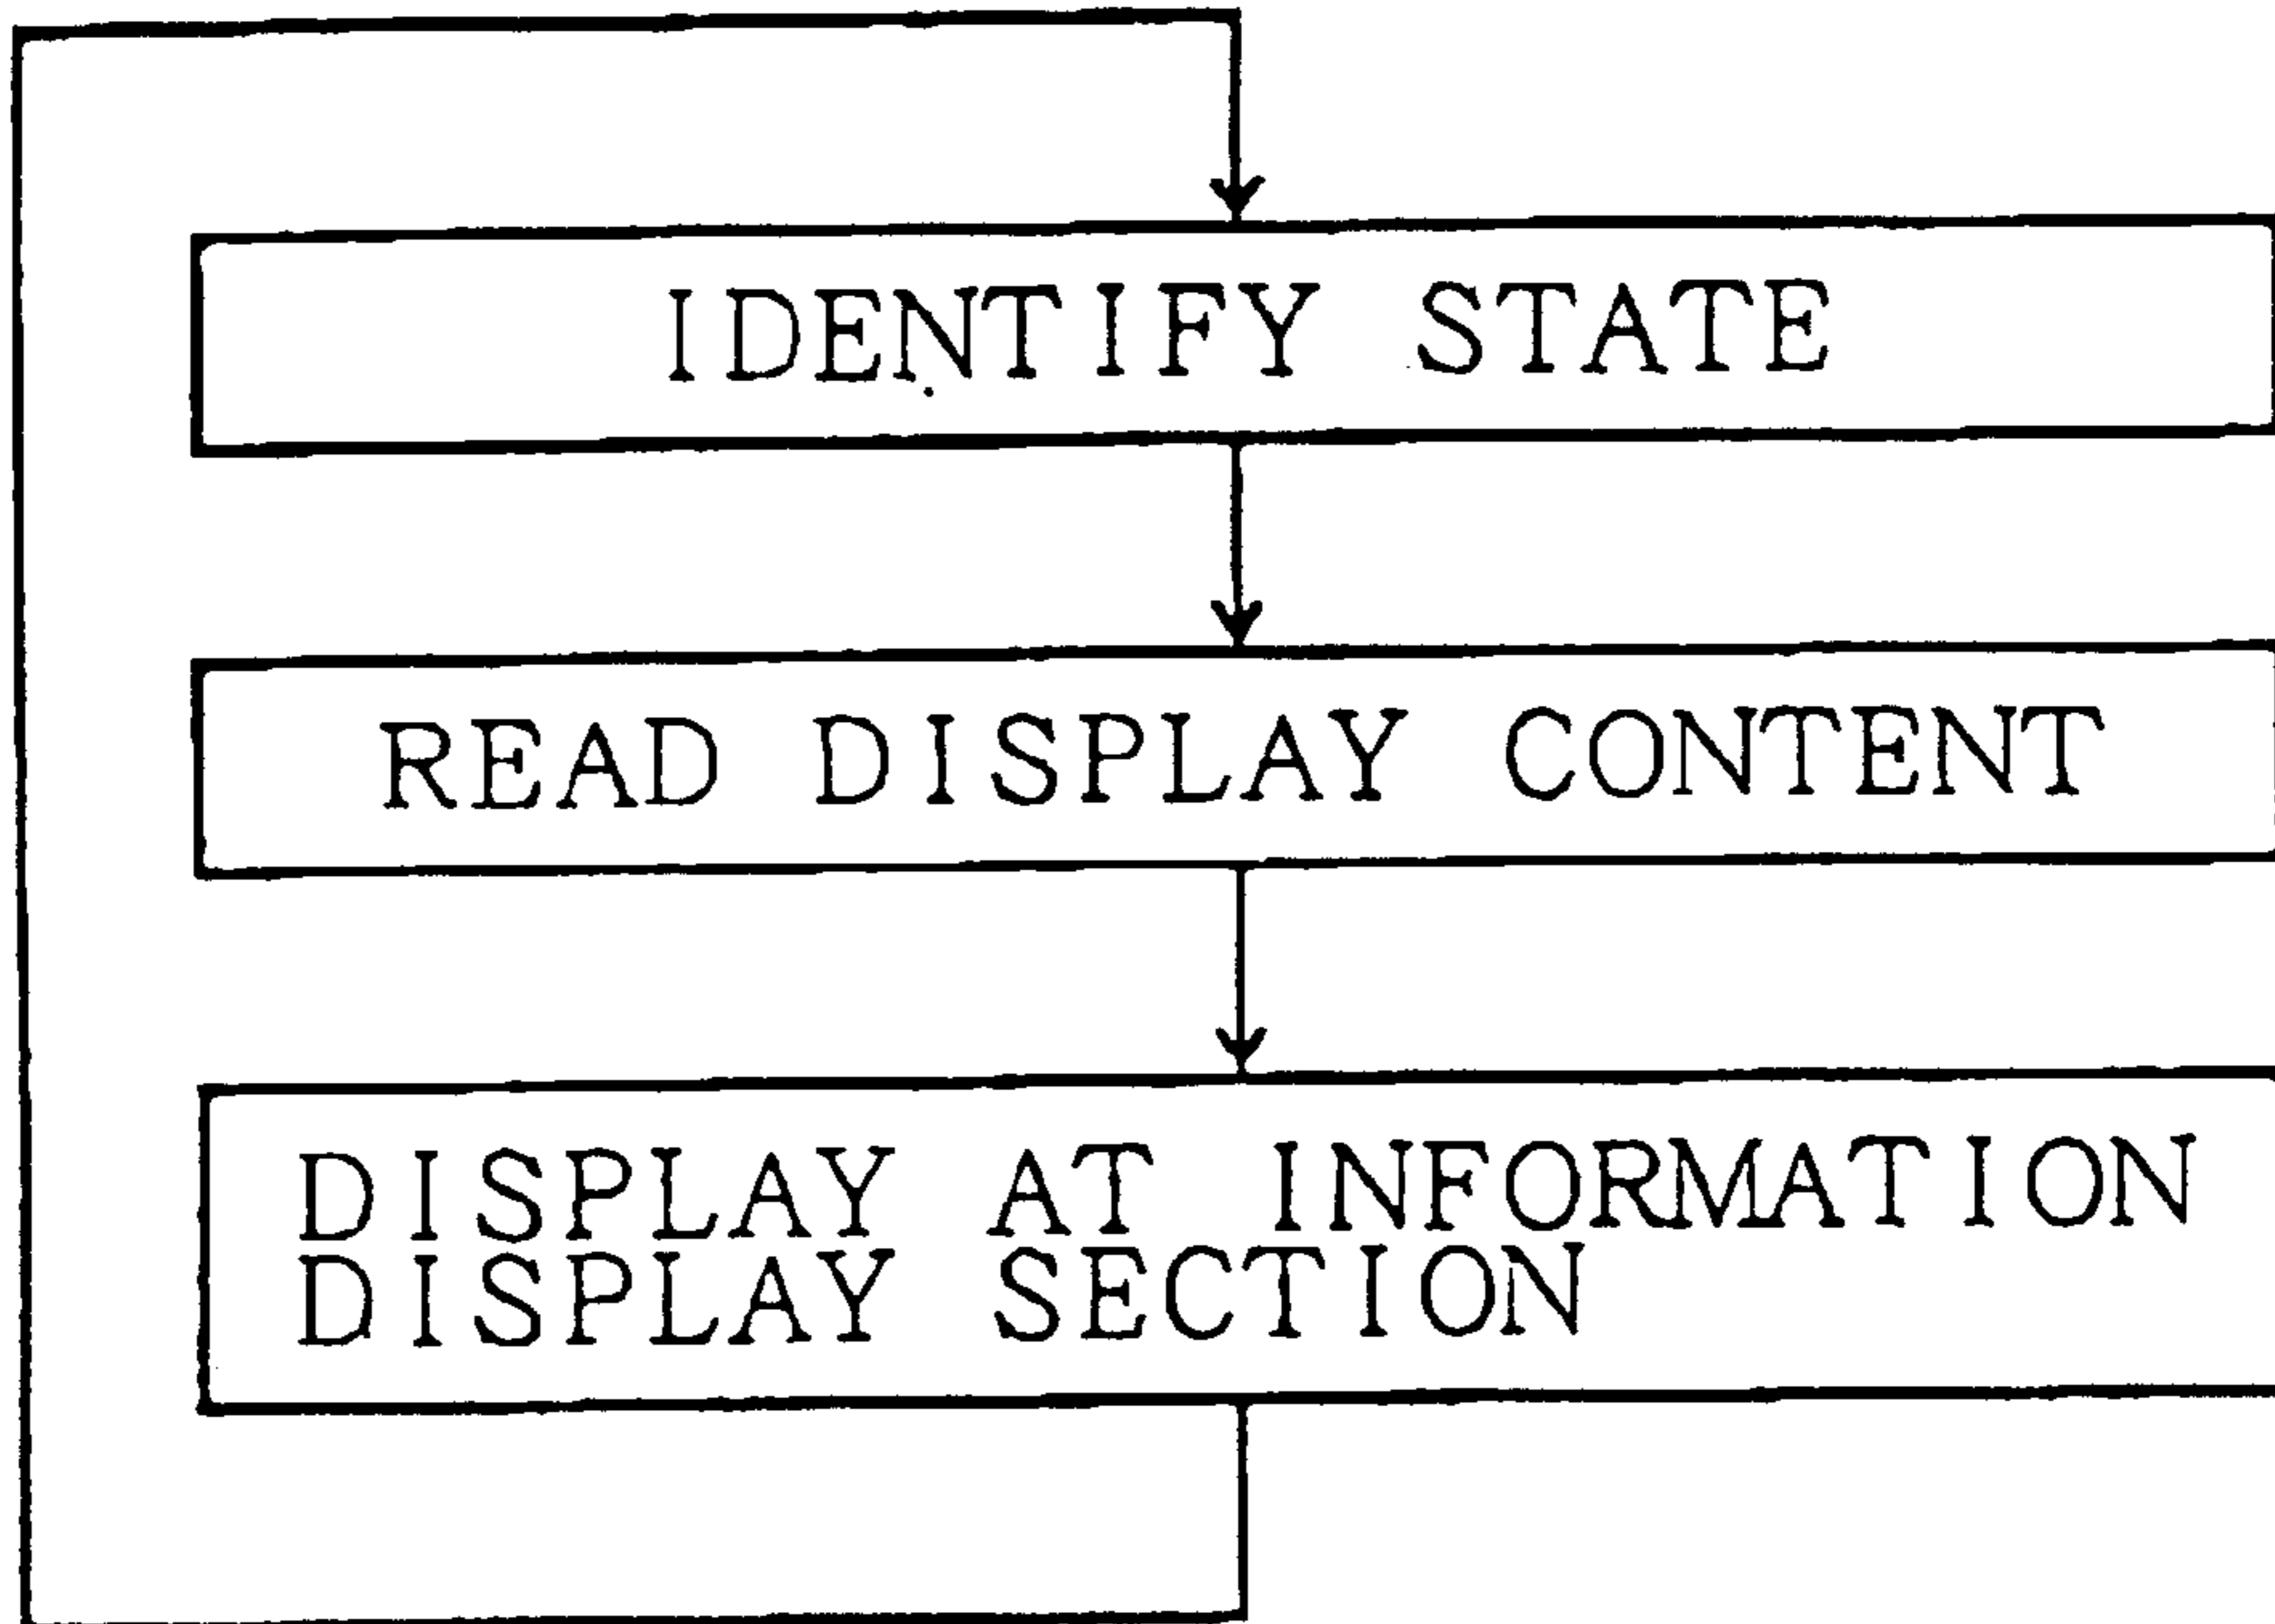 IDENTIFY STATE
READ DISPLAY CONTENT
DISPLAY AT INFORMATION
DISPLAY SECTION